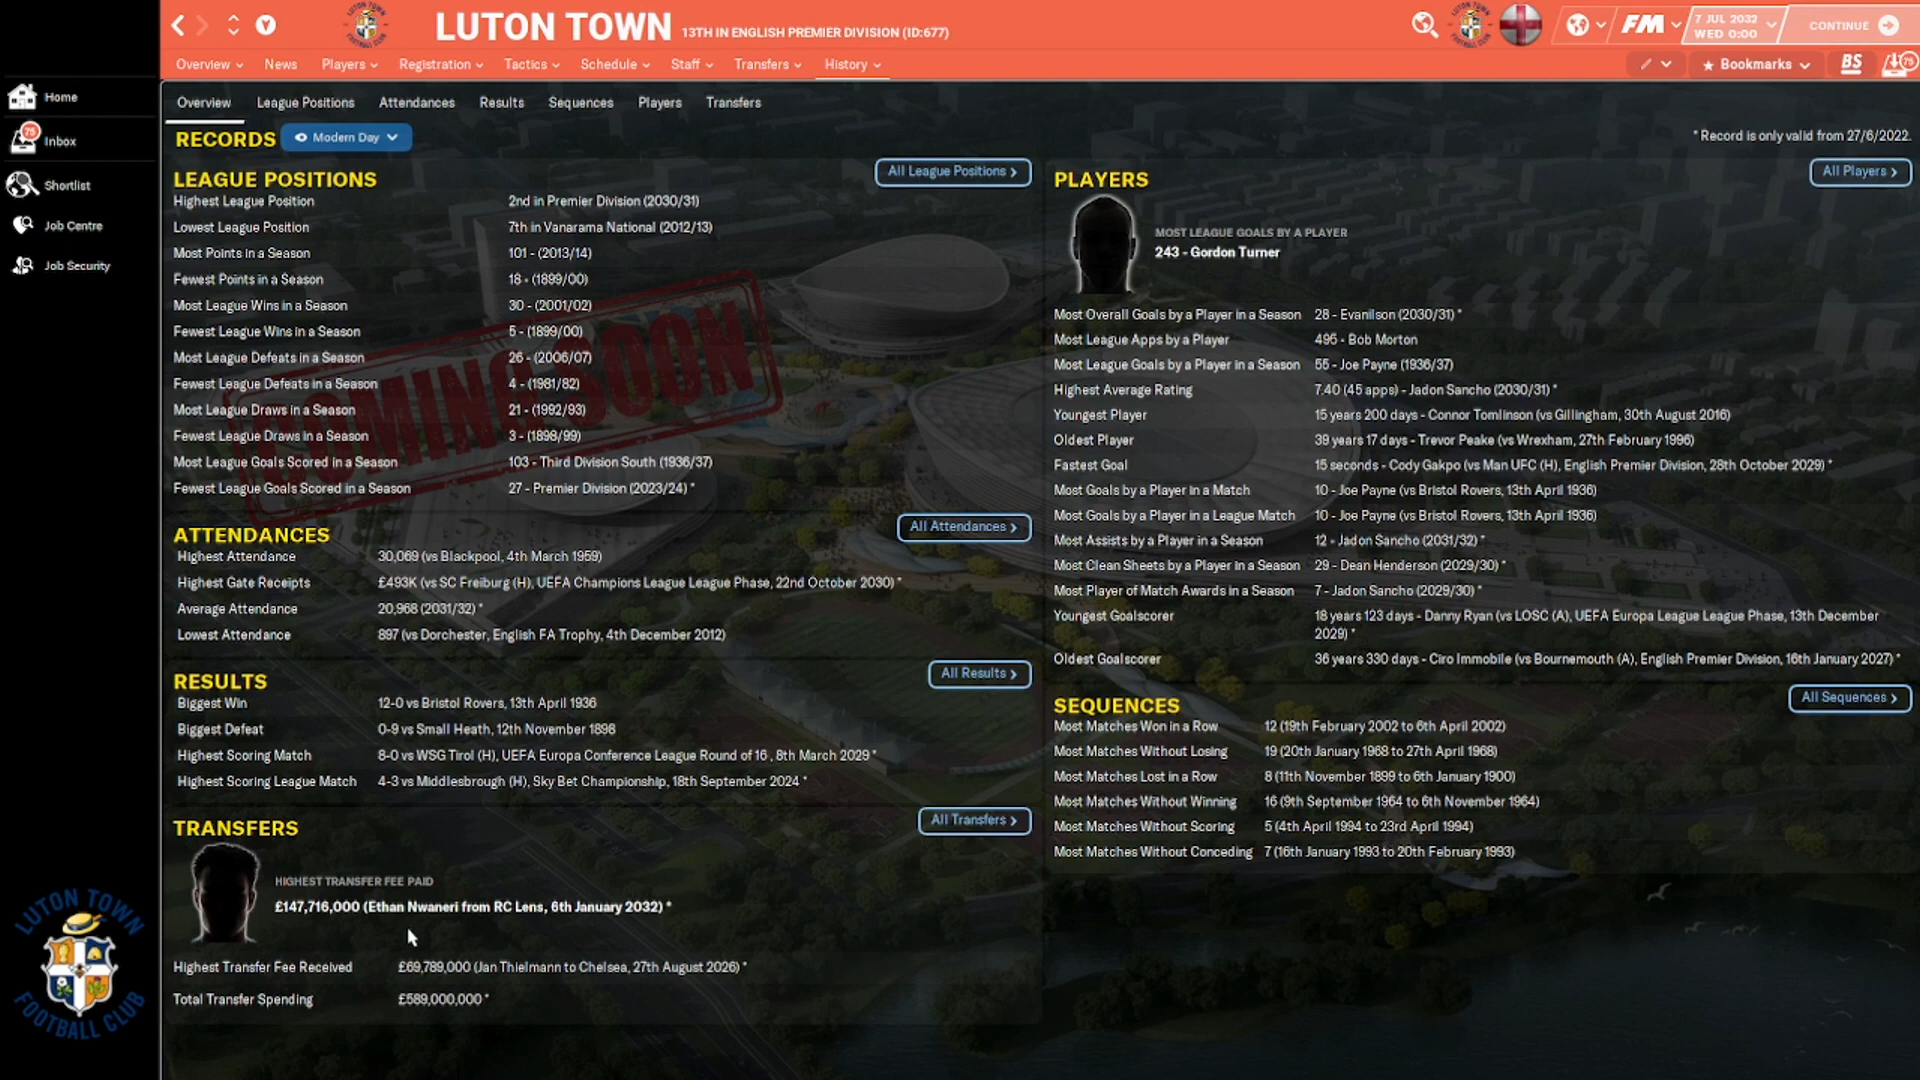 LUTON TOWN 13TH IN ENGLISH PREMIER DIVISION (ID:677)
FM
7 JUL 2032
WED 0:00
CONTINUE
Overview News Players Registration Tactics Schedule Staff Transfers History
Bookmarks BS 75
Home
75
Inbox
Shortlist
Job Centre
Job Security
Overview League Positions Attendances Results Sequences Players Transfers
RECORDS Modern Day
* Record is only valid from 27/6/2022.
LEAGUE POSITIONS All League Positions
Highest League Position 2nd in Premier Division (2030/31)
Lowest League Position 7th in Vanarama National (2012/13)
Most Points in a Season 101 - (2013/14)
Fewest Points in a Season 18 - (1899/00)
Most League Wins in a Season 30 - (2001/02)
Fewest League Wins in a Season 5 - (1899/00)
Most League Defeats in a Season 26 - (2006/07)
Fewest League Defeats in a Season 4 - (1981/82)
Most League Draws in a Season 21 - (1992/93)
Fewest League Draws in a Season 3 - (1898/99)
Most League Goals Scored in a Season 103 - Third Division South (1936/37)
Fewest League Goals Scored in a Season 27 - Premier Division (2023/24) *
COMING SOON
ATTENDANCES All Attendances
Highest Attendance 30,069 (vs Blackpool, 4th March 1959)
Highest Gate Receipts £493K (vs SC Freiburg (H), UEFA Champions League League Phase, 22nd October 2030) *
Average Attendance 20,968 (2031/32) *
Lowest Attendance 897 (vs Dorchester, English FA Trophy, 4th December 2012)
RESULTS All Results
Biggest Win 12-0 vs Bristol Rovers, 13th April 1936
Biggest Defeat 0-9 vs Small Heath, 12th November 1898
Highest Scoring Match 8-0 vs WSG Tirol (H), UEFA Europa Conference League Round of 16 , 8th March 2029 *
Highest Scoring League Match 4-3 vs Middlesbrough (H), Sky Bet Championship, 18th September 2024 *
TRANSFERS All Transfers
HIGHEST TRANSFER FEE PAID
£147,716,000 (Ethan Nwaneri from RC Lens, 6th January 2032) *
Highest Transfer Fee Received £69,789,000 (Jan Thielmann to Chelsea, 27th August 2026) *
Total Transfer Spending £589,000,000 *
PLAYERS All Players
MOST LEAGUE GOALS BY A PLAYER
243 - Gordon Turner
Most Overall Goals by a Player in a Season 28 - Evanilson (2030/31) *
Most League Apps by a Player 495 - Bob Morton
Most League Goals by a Player in a Season 55 - Joe Payne (1936/37)
Highest Average Rating 7.40 (45 apps) - Jadon Sancho (2030/31) *
Youngest Player 15 years 200 days - Connor Tomlinson (vs Gillingham, 30th August 2016)
Oldest Player 39 years 17 days - Trevor Peake (vs Wrexham, 27th February 1996)
Fastest Goal 15 seconds - Cody Gakpo (vs Man UFC (H), English Premier Division, 28th October 2029) *
Most Goals by a Player in a Match 10 - Joe Payne (vs Bristol Rovers, 13th April 1936)
Most Goals by a Player in a League Match 10 - Joe Payne (vs Bristol Rovers, 13th April 1936)
Most Assists by a Player in a Season 12 - Jadon Sancho (2031/32) *
Most Clean Sheets by a Player in a Season 29 - Dean Henderson (2029/30) *
Most Player of Match Awards in a Season 7 - Jadon Sancho (2029/30) *
Youngest Goalscorer 18 years 123 days - Danny Ryan (vs LOSC (A), UEFA Europa League League Phase, 13th December
2029) *
Oldest Goalscorer 36 years 330 days - Ciro Immobile (vs Bournemouth (A), English Premier Division, 16th January 2027) *
SEQUENCES All Sequences
Most Matches Won in a Row 12 (19th February 2002 to 6th April 2002)
Most Matches Without Losing 19 (20th January 1968 to 27th April 1968)
Most Matches Lost in a Row 8 (11th November 1899 to 6th January 1900)
Most Matches Without Winning 16 (9th September 1964 to 6th November 1964)
Most Matches Without Scoring 5 (4th April 1994 to 23rd April 1994)
Most Matches Without Conceding 7 (16th January 1993 to 20th February 1993)
LUTON TOWN
FOOTBALL CLUB